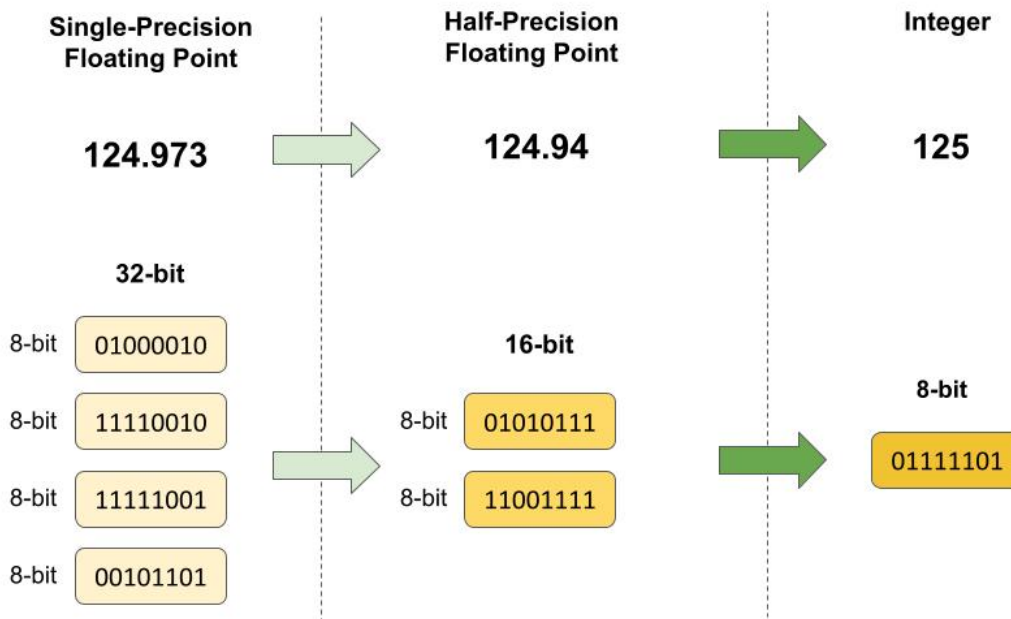 Single-Precision
Floating Point
Half-Precision
Floating Point
Integer
124.973
124.94
125
32-bit
8-bit 01000010
8-bit 11110010
8-bit 11111001
8-bit 00101101
16-bit
8-bit 01010111
8-bit 11001111
8-bit
01111101